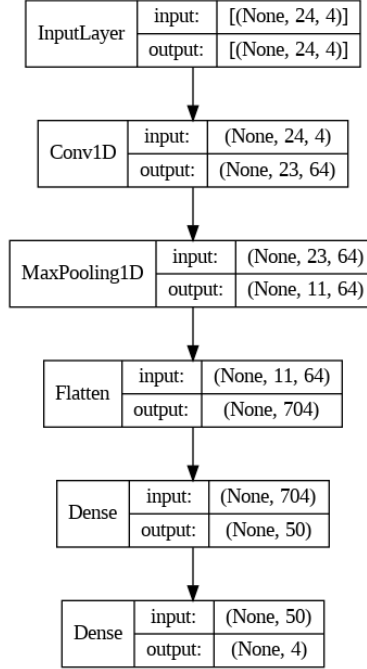 InputLayer input: [(None, 24, 4)]
output: [(None, 24, 4)]
Conv1D input: (None, 24, 4)
output: (None, 23, 64)
MaxPooling1D input: (None, 23, 64)
output: (None, 11, 64)
Flatten input: (None, 11, 64)
output: (None, 704)
Dense input: (None, 704)
output: (None, 50)
Dense input: (None, 50)
output: (None, 4)